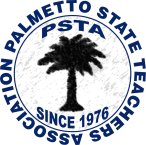 PALMETTO STATE TEACHERS ASSOCIATION
PSTA
SINCE 1976